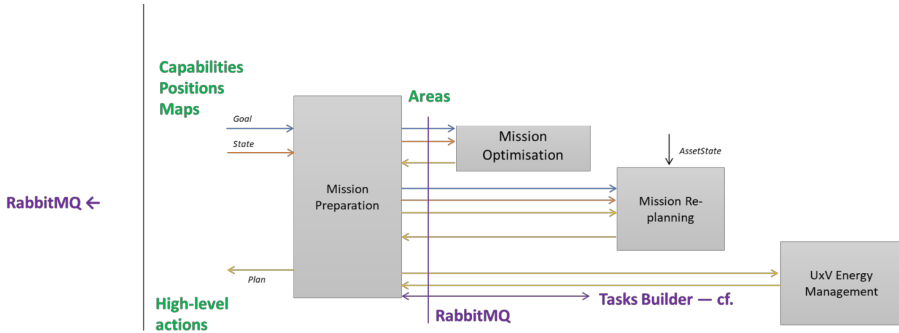 Capabilities
Positions
Maps
Areas
Goal
State
Mission
Optimisation
AssetState
Mission
Preparation
Mission Re-
planning
RabbitMQ ←
Plan
UxV Energy
Management
High-level
actions
RabbitMQ
Tasks Builder — cf.